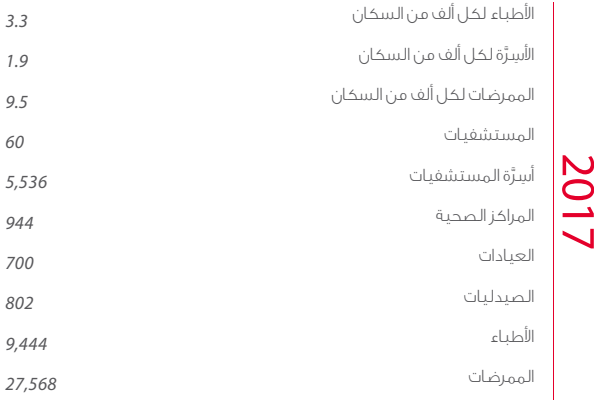 2017
الأطباء لكل ألف من السكان 3.3
الأسِرَّة لكل ألف من السكان 1.9
الممرضات لكل ألف من السكان 9.5
المستشفيات 60
أسِرَّة المستشفيات 5,536
المراكز الصحية 944
العيادات 700
الصيدليات 802
الأطباء 9,444
الممرضات 27,568